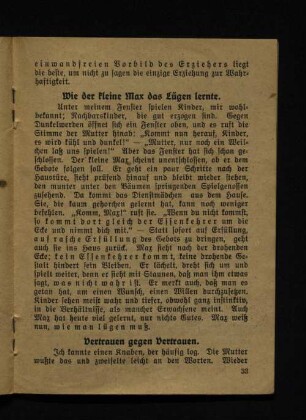 einwandfreien Vorbild des Erziehers liegt
die beste, um nicht zu sagen die einzige Erziehung zur Wahr-
haftigkeit.
Wie der kleine Max das Lügen lernte.
Unter meinem Fenster spielen Kinder, mir wohl-
bekannt; Nachbarskinder, die gut erzogen sind. Gegen
Dunkelwerden öffnet sich ein Fenster oben, und es ruft die
Stimme der Mutter hinab: „Kommt nun herauf, Kinder,
es wird kühl und dunkel!“ — „Mutter, nur noch ein Weil-
chen laß uns spielen!“ Aber das Fenster hat sich schon ge-
schlossen. Der kleine Max scheint unentschlossen, ob er dem
Gebote folgen soll. Er geht ein paar Schritte nach der
Haustüre, sieht prüfend hinauf und bleibt wieder stehen,
den munter unter den Bäumen springenden Spielgenossen
zusehend. Da kommt das Dienstmädchen aus dem Hause.
Sie, die kaum gehorchen gelernt hat, kann noch weniger
befehlen. „Komm, Max!“ ruft sie. „Wenn du nicht kommst,
so kommt dort gleich der Essenkehrer um die
Ecke und nimmt dich mit.“ — Statt sofort auf Erfüllung,
auf rasche Erfüllung des Gebots zu dringen, geht
auch sie ins Haus zurück. Max sieht nach der drohenden
Ecke; kein Essenkehrer kommt, keine drohende Ge-
stalt hindert sein Bleiben. Er lächelt, dreht sich um und
spielt weiter, denn er sieht mit Staunen, daß man ihm etwas
sagt, was nicht wahr ist. Er merkt auch, daß man es
getan hat, um einen Wunsch, einen Willen durchzusetzen.
Kinder sehen meist wahr und tiefer, obwohl ganz instinktiv,
in die Verhältnisse, als mancher Erwachsene meint. Auch
Max hat heute viel gelernt, nur nichts Gutes. Max weiß
nun, wie man lügen muß.
Vertrauen gegen Vertrauen.
Ich kannte einen Knaben, der häufig log. Die Mutter
wußte das und zweifelte leicht an den Worten. Wieder
33